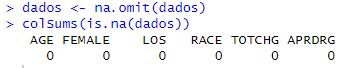 > dados <- na.omit(dados)
> colSums(is.na(dados))
AGE FEMALE LOS RACE TOTCHG APRDRG
0 0 0 0 0 0